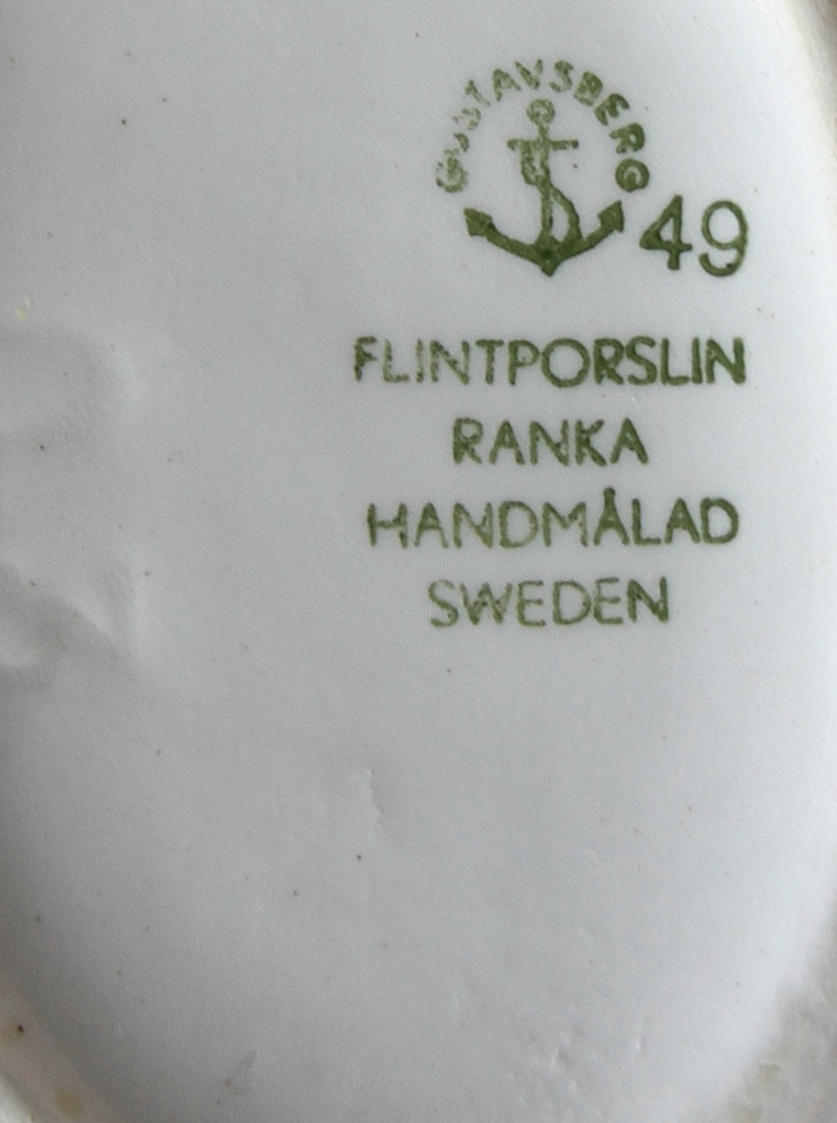 GUSTAVSBERG
49
FLINTPORSLIN
RANKA
HANDMÅLAD
SWEDEN